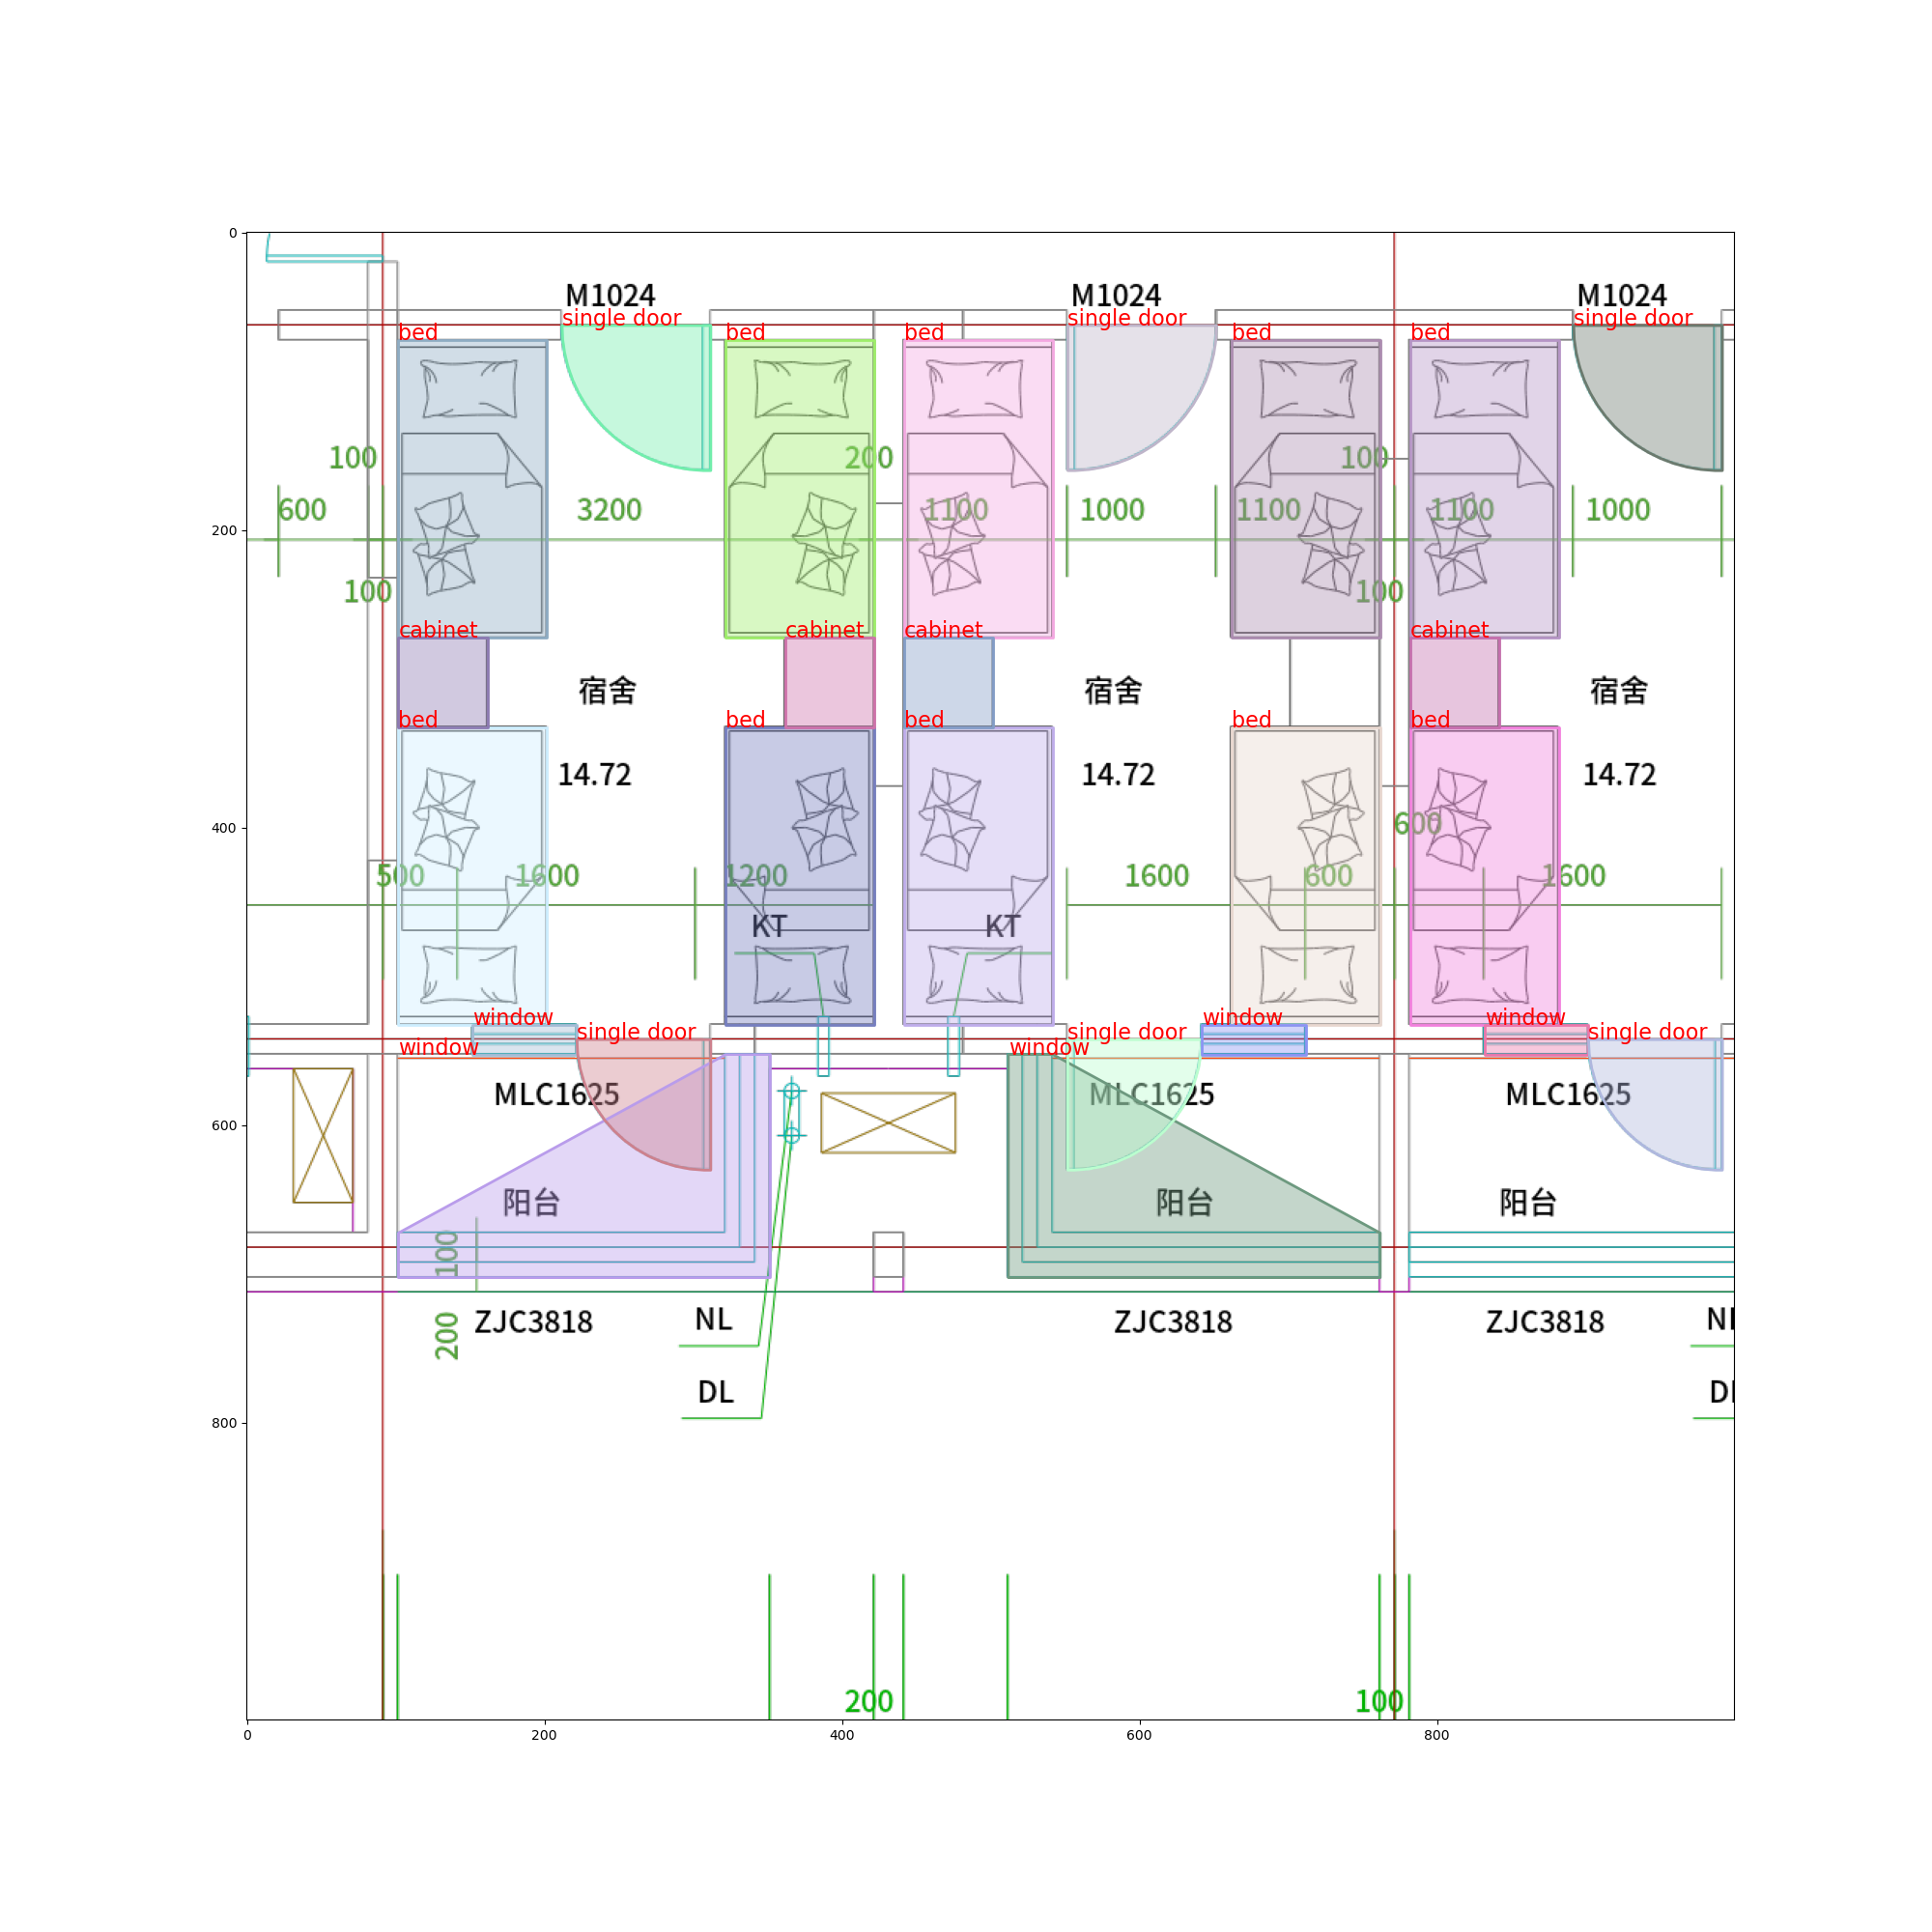 0
M1024 M1024 M1024
single door single door single door
bed bed bed bed bed
100 200 100
600 3200 1100 1000 1100 1100 1000
200
100 100
cabinet cabinet cabinet cabinet
宿舍 宿舍 宿舍
bed bed bed bed bed
14.72 14.72 14.72
400
600
500 1600 1200 1600 600 1600
KT KT
window window window
single door single door single door
window window
MLC1625 MLC1625 MLC1625
600
阳台 阳台 阳台
100
200
ZJC3818 NL ZJC3818 ZJC3818
DL
800
200 100
0 200 400 600 800